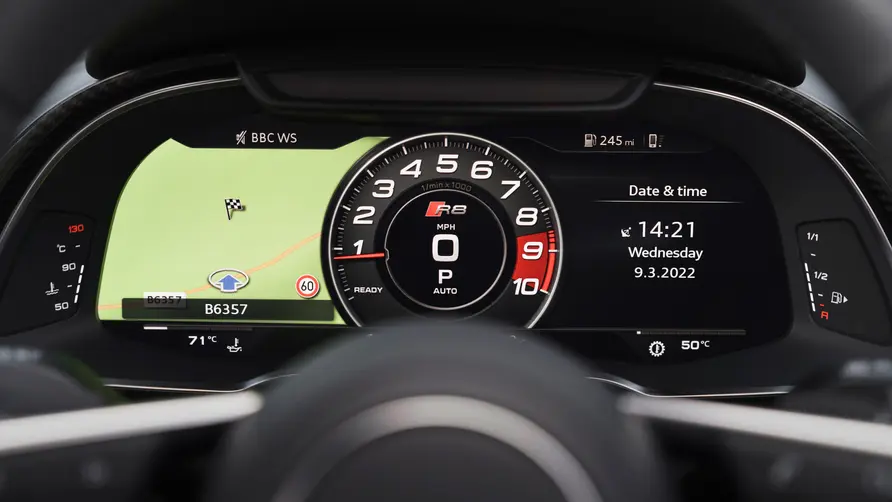 BBC WS
245 mi
130
°C
90
50
B6357
B6357
60
71°C
1
2
3
4
5
6
7
8
9
10
1/min x 1000
R8
MPH
0
P
READY
AUTO
Date & time
14:21
Wednesday
9.3.2022
50°C
1/1
1/2
R